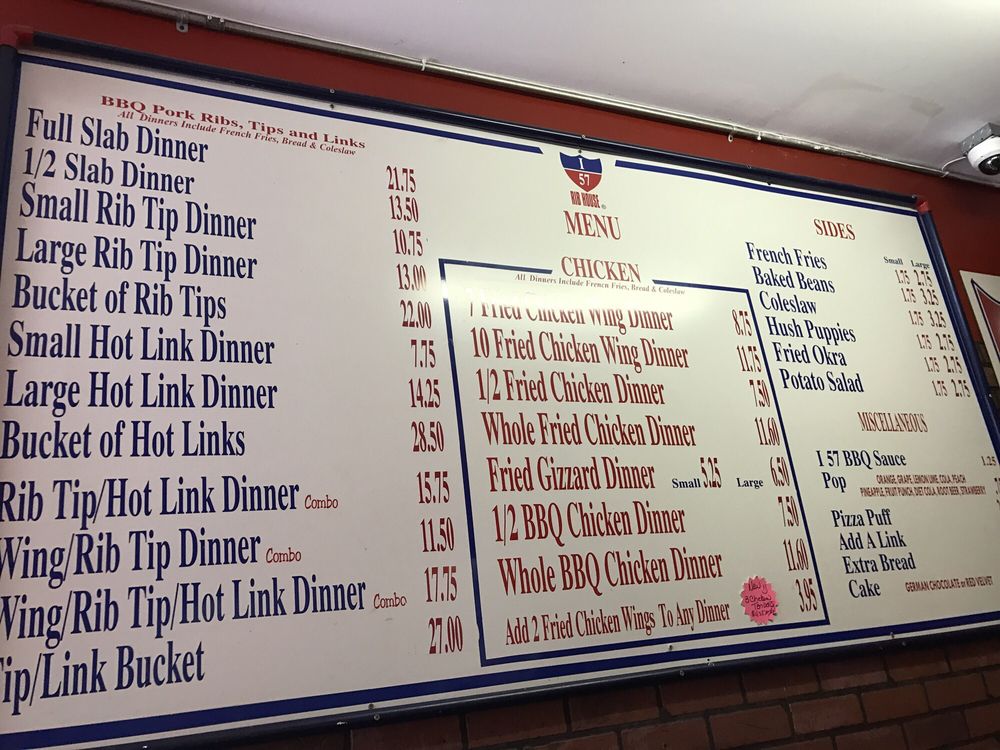 BBQ Pork Ribs, Tips and Links
All Dinners Include French Fries, Bread & Coleslaw
Full Slab Dinner 21.75
1/2 Slab Dinner 13.50
Small Rib Tip Dinner 10.75
Large Rib Tip Dinner 13.00
Bucket of Rib Tips 22.00
Small Hot Link Dinner 7.75
Large Hot Link Dinner 14.25
Bucket of Hot Links 28.50
Rib Tip/Hot Link Dinner Combo 15.75
Wing/Rib Tip Dinner Combo 11.50
Wing/Rib Tip/Hot Link Dinner Combo 17.75
Tip/Link Bucket 27.00
I
57
RIB HOUSE ®
MENU
CHICKEN
All Dinners Include French Fries, Bread & Coleslaw
7 Fried Chicken Wing Dinner 8.75
10 Fried Chicken Wing Dinner 11.75
1/2 Fried Chicken Dinner 7.50
Whole Fried Chicken Dinner 11.60
Fried Gizzard Dinner Small 5.25 Large 6.50
1/2 BBQ Chicken Dinner 7.50
Whole BBQ Chicken Dinner 11.60
Add 2 Fried Chicken Wings To Any Dinner 3.95
SIDES
Small Large
French Fries 1.75 2.75
Baked Beans 1.75 3.25
Coleslaw 1.75 3.25
Hush Puppies 1.75 2.75
Fried Okra 1.75 2.75
Potato Salad 1.75 2.75
MISCELLANEOUS
I 57 BBQ Sauce 1.25
Pop ORANGE, GRAPE, LEMON LIME, COLA, PEACH
PINEAPPLE, FRUIT PUNCH, DIET COLA, ROOT BEER, STRAWBERRY
Pizza Puff
Add A Link
Extra Bread
Cake GERMAN CHOCOLATE or RED VELVET